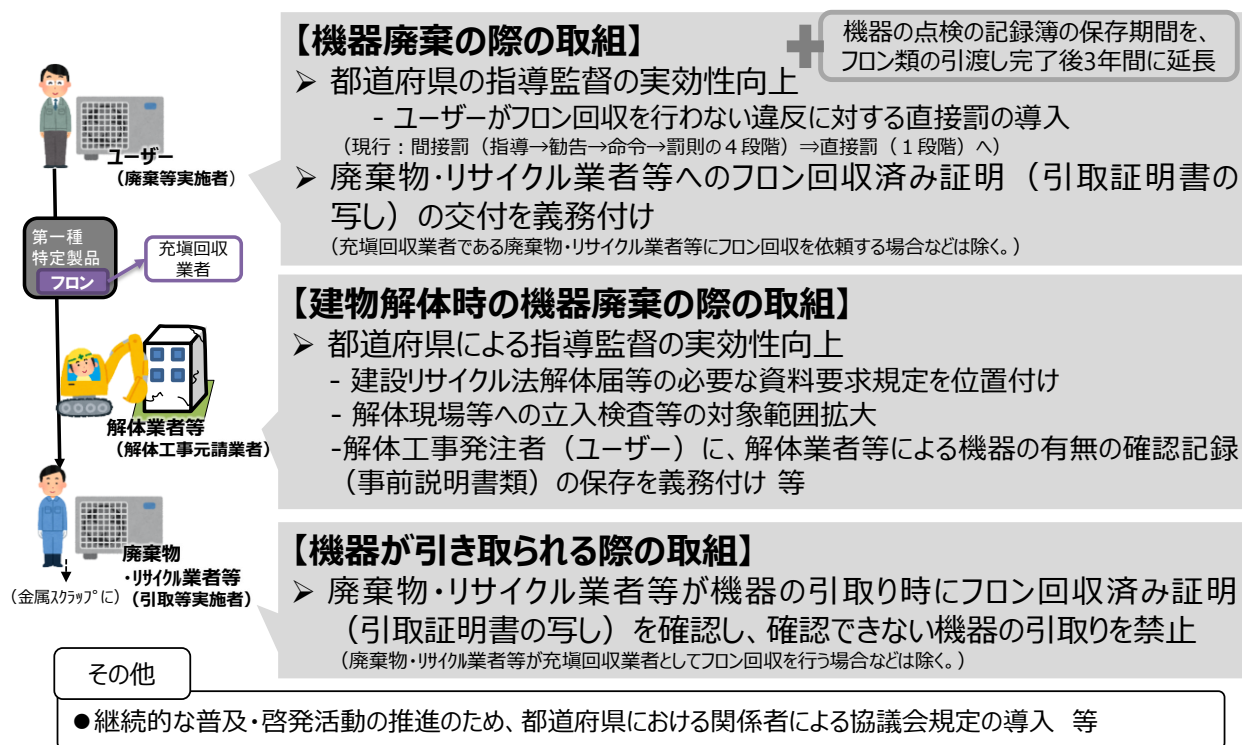 【機器廃棄の際の取組】
機器の点検の記録簿の保存期間を、
フロン類の引渡し完了後3年間に延長
➢ 都道府県の指導監督の実効性向上
- ユーザーがフロン回収を行わない違反に対する直接罰の導入
（現行：間接罰（指導→勧告→命令→罰則の４段階）⇒直接罰（１段階）へ）
➢ 廃棄物・リサイクル業者等へのフロン回収済み証明（引取証明書の
写し）の交付を義務付け
（充塡回収業者である廃棄物・リサイクル業者等にフロン回収を依頼する場合などは除く。）
ユーザー
（廃棄等実施者）
第一種
特定製品
フロン
充塡回収
業者
【建物解体時の機器廃棄の際の取組】
➢ 都道府県による指導監督の実効性向上
- 建設リサイクル法解体届等の必要な資料要求規定を位置付け
- 解体現場等への立入検査等の対象範囲拡大
-解体工事発注者（ユーザー）に、解体業者等による機器の有無の確認記録
（事前説明書類）の保存を義務付け 等
解体業者等
（解体工事元請業者）
【機器が引き取られる際の取組】
➢ 廃棄物・リサイクル業者等が機器の引取り時にフロン回収済み証明
（引取証明書の写し）を確認し、確認できない機器の引取りを禁止
（廃棄物・ﾘｻｲｸﾙ業者等が充塡回収業者としてフロン回収を行う場合などは除く。）
廃棄物
・ﾘｻｲｸﾙ業者等
（引取等実施者）
（金属ｽｸﾗｯﾌﾟに）
その他
●継続的な普及・啓発活動の推進のため、都道府県における関係者による協議会規定の導入 等